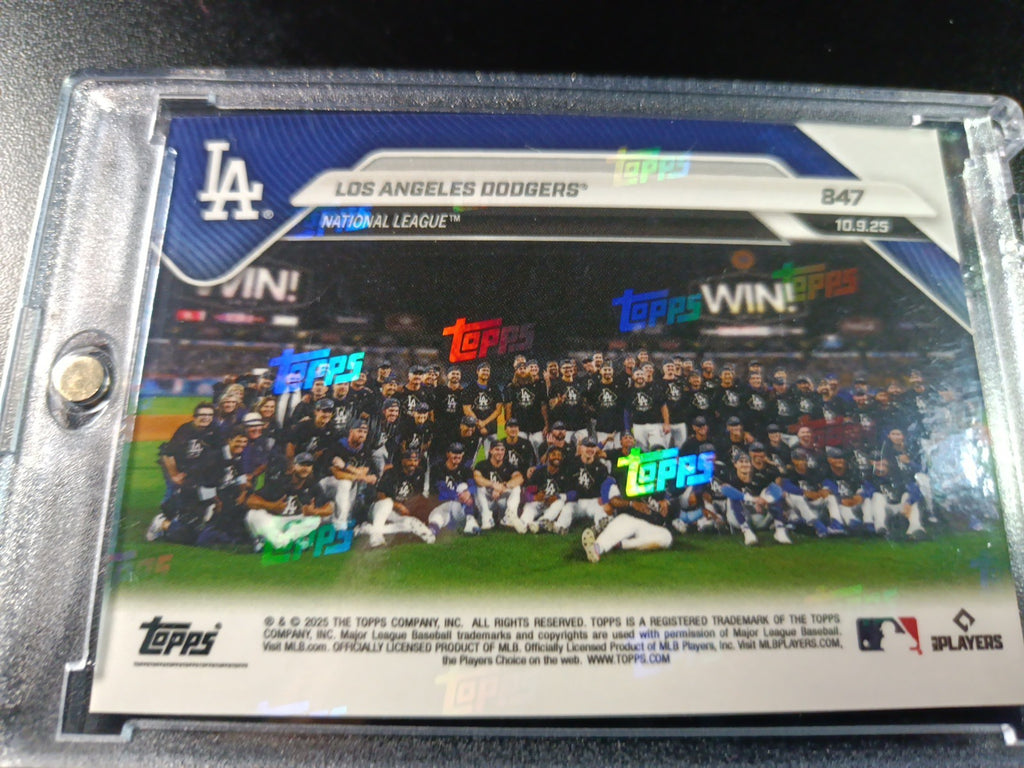 LA®
LOS ANGELES DODGERS®
847
NATIONAL LEAGUE™
10.9.25
WIN!
WIN!
Topps
Topps
Topps
Topps
Topps
Topps
Topps
Topps®
® & © 2025 THE TOPPS COMPANY, INC. ALL RIGHTS RESERVED. TOPPS IS A REGISTERED TRADEMARK OF THE TOPPS
COMPANY, INC. Major League Baseball trademarks and copyrights are used with permission of Major League Baseball.
Visit MLB.com. OFFICIALLY LICENSED PRODUCT OF MLB. Officially Licensed Product of MLB Players, Inc. Visit MLBPLAYERS.COM,
the Players Choice on the web. WWW.TOPPS.COM
PLAYERS
Topps